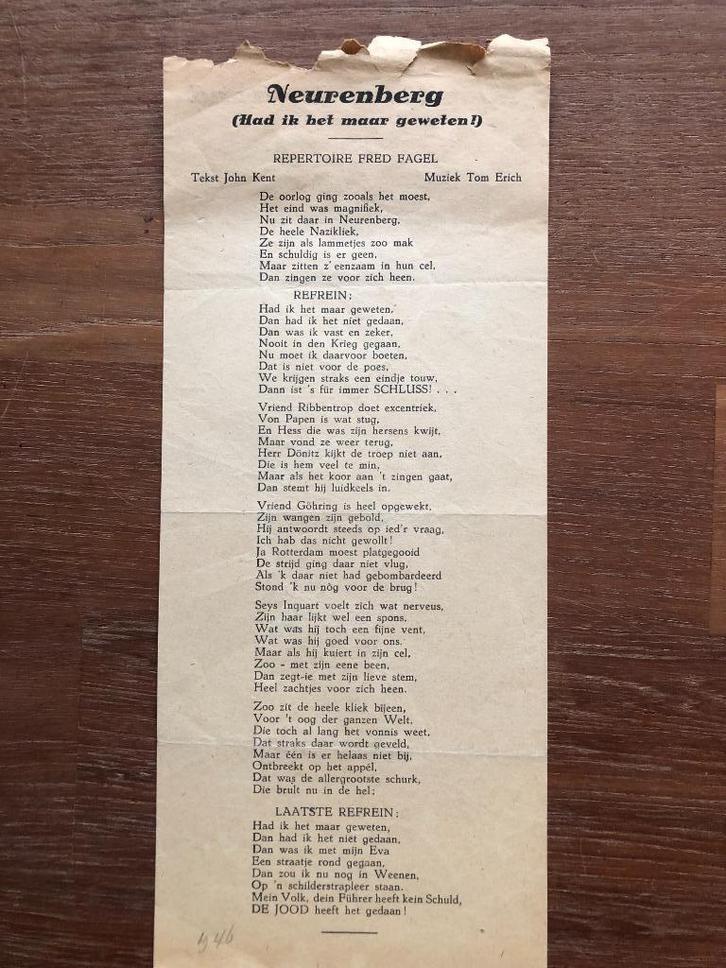 Neurenberg
(Had ik het maar geweten!)
REPERTOIRE FRED FAGEL
Tekst John Kent Muziek Tom Erich
De oorlog ging zooals het moest,
Het eind was magnifiek,
Nu zit daar in Neurenberg,
De heele Nazikliek,
Ze zijn als lammetjes zoo mak
En schuldig is er geen,
Maar zitten z' eenzaam in hun cel,
Dan zingen ze voor zich heen.
REFREIN:
Had ik het maar geweten,
Dan had ik het niet gedaan,
Dan was ik vast en zeker,
Nooit in den Krieg gegaan,
Nu moet ik daarvoor boeten,
Dat is niet voor de poes,
We krijgen straks een eindje touw,
Dann ist 's für immer SCHLUSS! . . .
Vriend Ribbentrop doet excentriek,
Von Papen is wat stug,
En Hess die was zijn hersens kwijt,
Maar vond ze weer terug,
Herr Dönitz kijkt de troep niet aan,
Die is hem veel te min,
Maar als het koor aan 't zingen gaat,
Dan stemt hij luidkeels in.
Vriend Göhring is heel opgewekt,
Zijn wangen zijn gebold,
Hij antwoordt steeds op ied'r vraag,
Ich hab das nicht gewollt!
Ja Rotterdam moest platgegooid
De strijd ging daar niet vlug,
Als 'k daar niet had gebombardeerd
Stond 'k nu nòg voor de brug!
Seys Inquart voelt zich wat nerveus,
Zijn haar lijkt wel een spons,
Wat was hij toch een fijne vent,
Wat was hij goed voor ons.
Maar als hij kuiert in zijn cel,
Zoo - met zijn eene been,
Dan zegt-ie met zijn lieve stem,
Heel zachtjes voor zich heen.
Zoo zit de heele kliek bijeen,
Voor 't oog der ganzen Welt,
Die toch al lang het vonnis weet,
Dat straks daar wordt geveld,
Maar één is er helaas niet bij,
Ontbreekt op het appèl,
Dat was de allergrootste schurk,
Die brult nu in de hel:
LAATSTE REFREIN:
Had ik het maar geweten,
Dan had ik het niet gedaan,
Dan was ik met mijn Eva
Een straatje rond gegaan,
Dan zou ik nu nog in Weenen,
Op 'n schilderstrapleer staan.
Mein Volk, dein Führer heeft kein Schuld,
DE JOOD heeft het gedaan!
1946